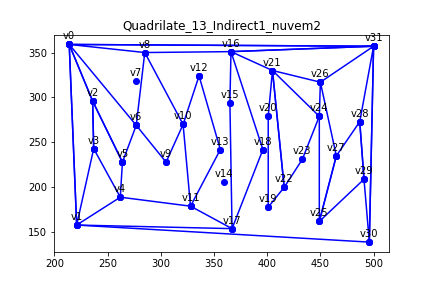 Quadrilate_13_Indirect1_nuvem2
v0
v31
v8
v16
350
v21
v12
v7
v26
300
v2
v15
v20
v24
v28
v6
v10
250
v3
v13
v18
v27
v5
v9
v23
200
v14
v29
v22
v4
v11
v19
150
v1
v17
v25
v30
200
250
300
350
400
450
500